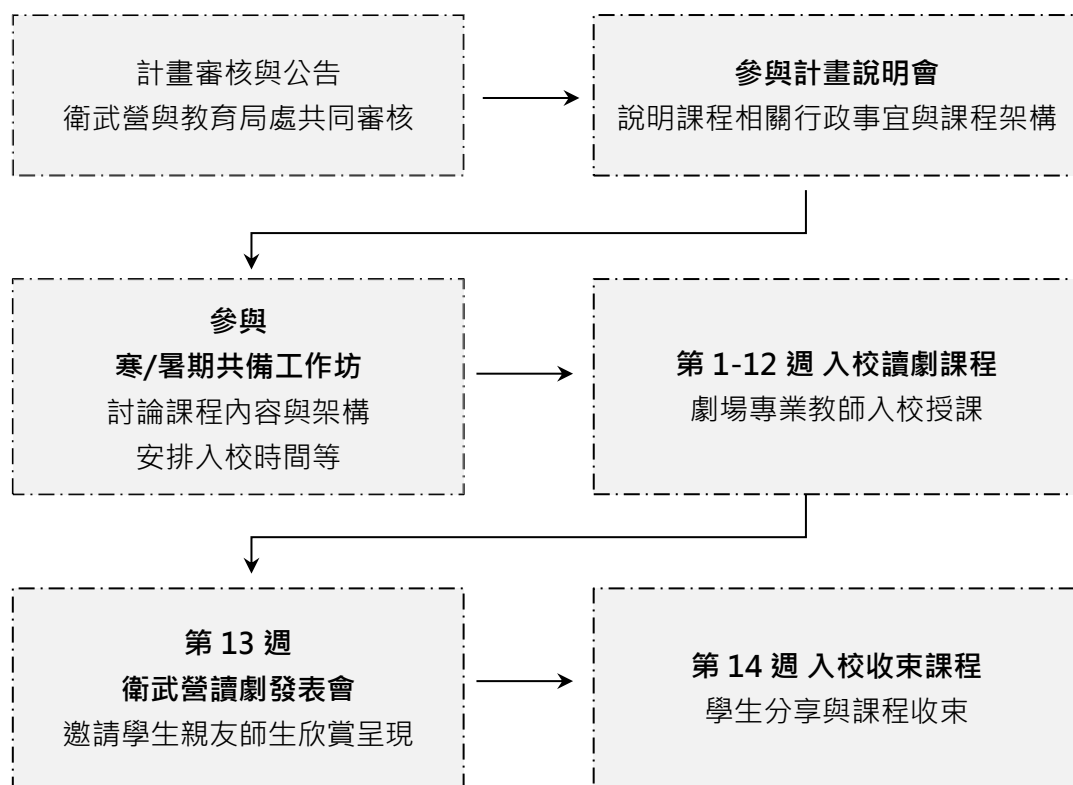 計畫審核與公告
衛武營與教育局處共同審核
參與計畫說明會
說明課程相關行政事宜與課程架構
參與
寒/暑期共備工作坊
討論課程內容與架構
安排入校時間等
第 1-12 週 入校讀劇課程
劇場專業教師入校授課
第 13 週
衛武營讀劇發表會
邀請學生親友師生欣賞呈現
第 14 週 入校收束課程
學生分享與課程收束